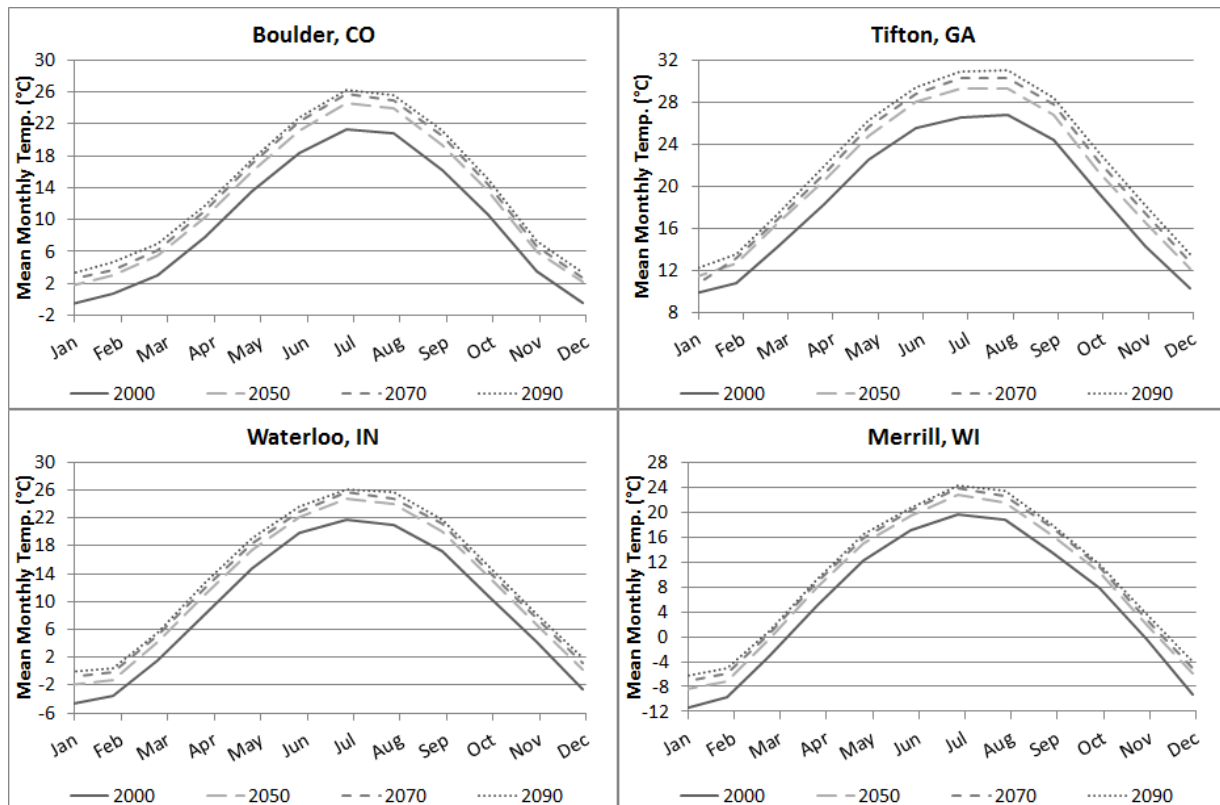 Boulder, CO
Mean Monthly Temp. (°C)
30
26
22
18
14
10
6
2
-2
Jan Feb Mar Apr May Jun Jul Aug Sep Oct Nov Dec
2000 2050 2070 2090
Tifton, GA
Mean Monthly Temp. (°C)
32
28
24
20
16
12
8
Jan Feb Mar Apr May Jun Jul Aug Sep Oct Nov Dec
2000 2050 2070 2090
Waterloo, IN
Mean Monthly Temp. (°C)
30
26
22
18
14
10
6
2
-2
-6
Jan Feb Mar Apr May Jun Jul Aug Sep Oct Nov Dec
2000 2050 2070 2090
Merrill, WI
Mean Monthly Temp. (°C)
28
24
20
16
12
8
4
0
-4
-8
-12
Jan Feb Mar Apr May Jun Jul Aug Sep Oct Nov Dec
2000 2050 2070 2090